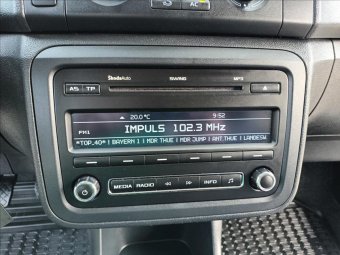 AC
ŠkodaAuto SWING MP3
AS TP
20.0°C 9:52
FM1 IMPULS 102.3 MHz
*TOP.40* | BAYERN 1 | MDR THUE | MDR JUMP | ANT.THUE | LANDESW.
MEDIA RADIO INFO